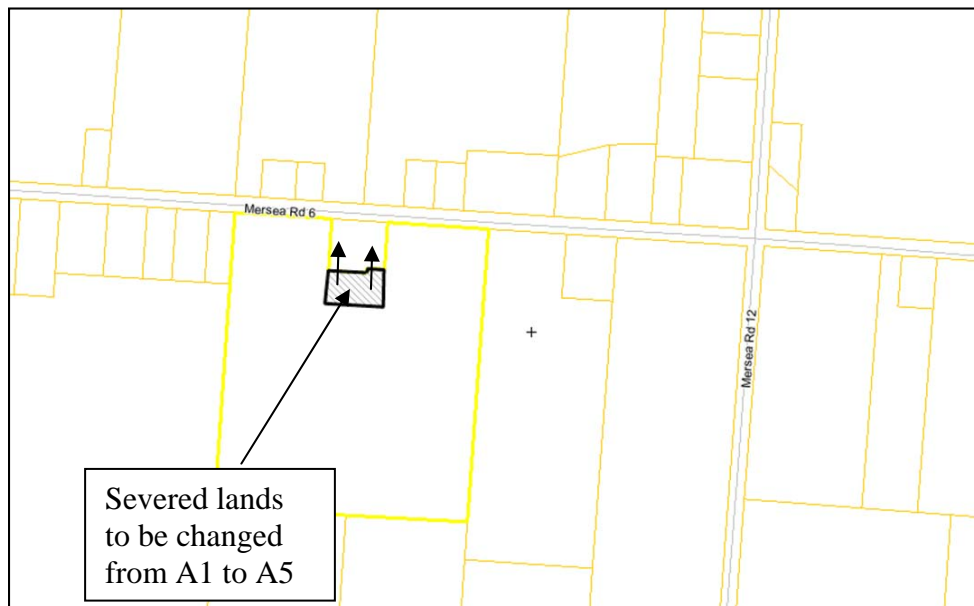 Mersea Rd 6
Mersea Rd 12
Severed lands
to be changed
from A1 to A5